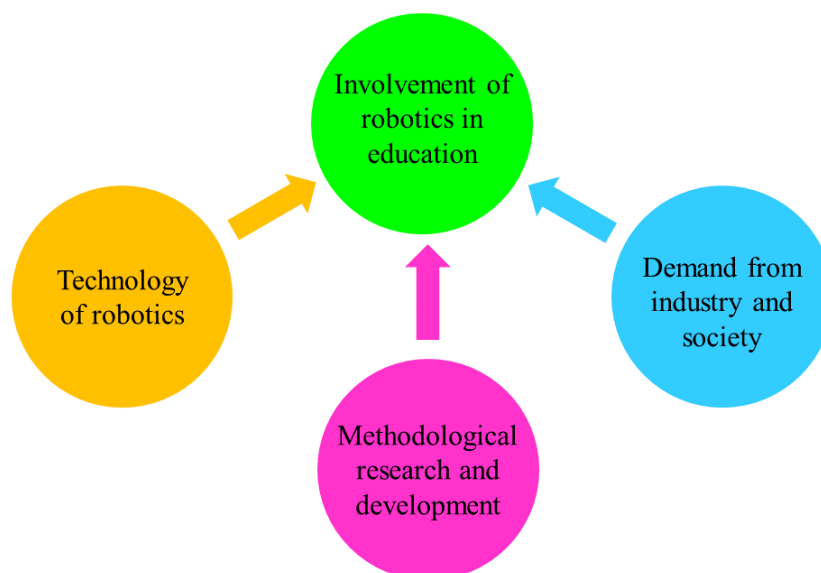 Involvement of
robotics in
education
Technology
of robotics
Demand from
industry and
society
Methodological
research and
development